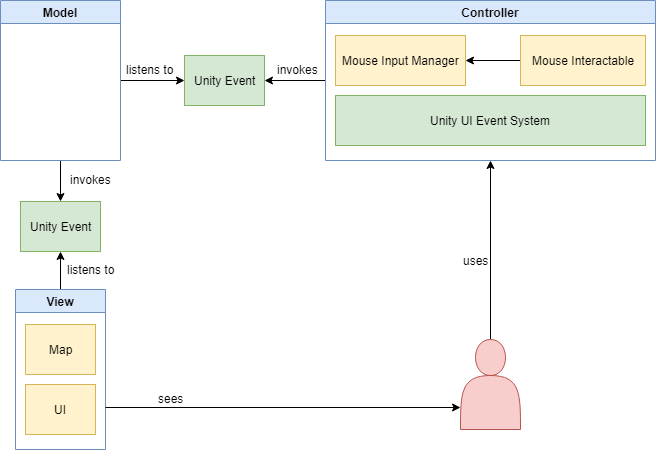 Model
Controller
Mouse Input Manager
Mouse Interactable
listens to
Unity Event
invokes
Unity UI Event System
invokes
Unity Event
listens to
uses
View
Map
sees
UI